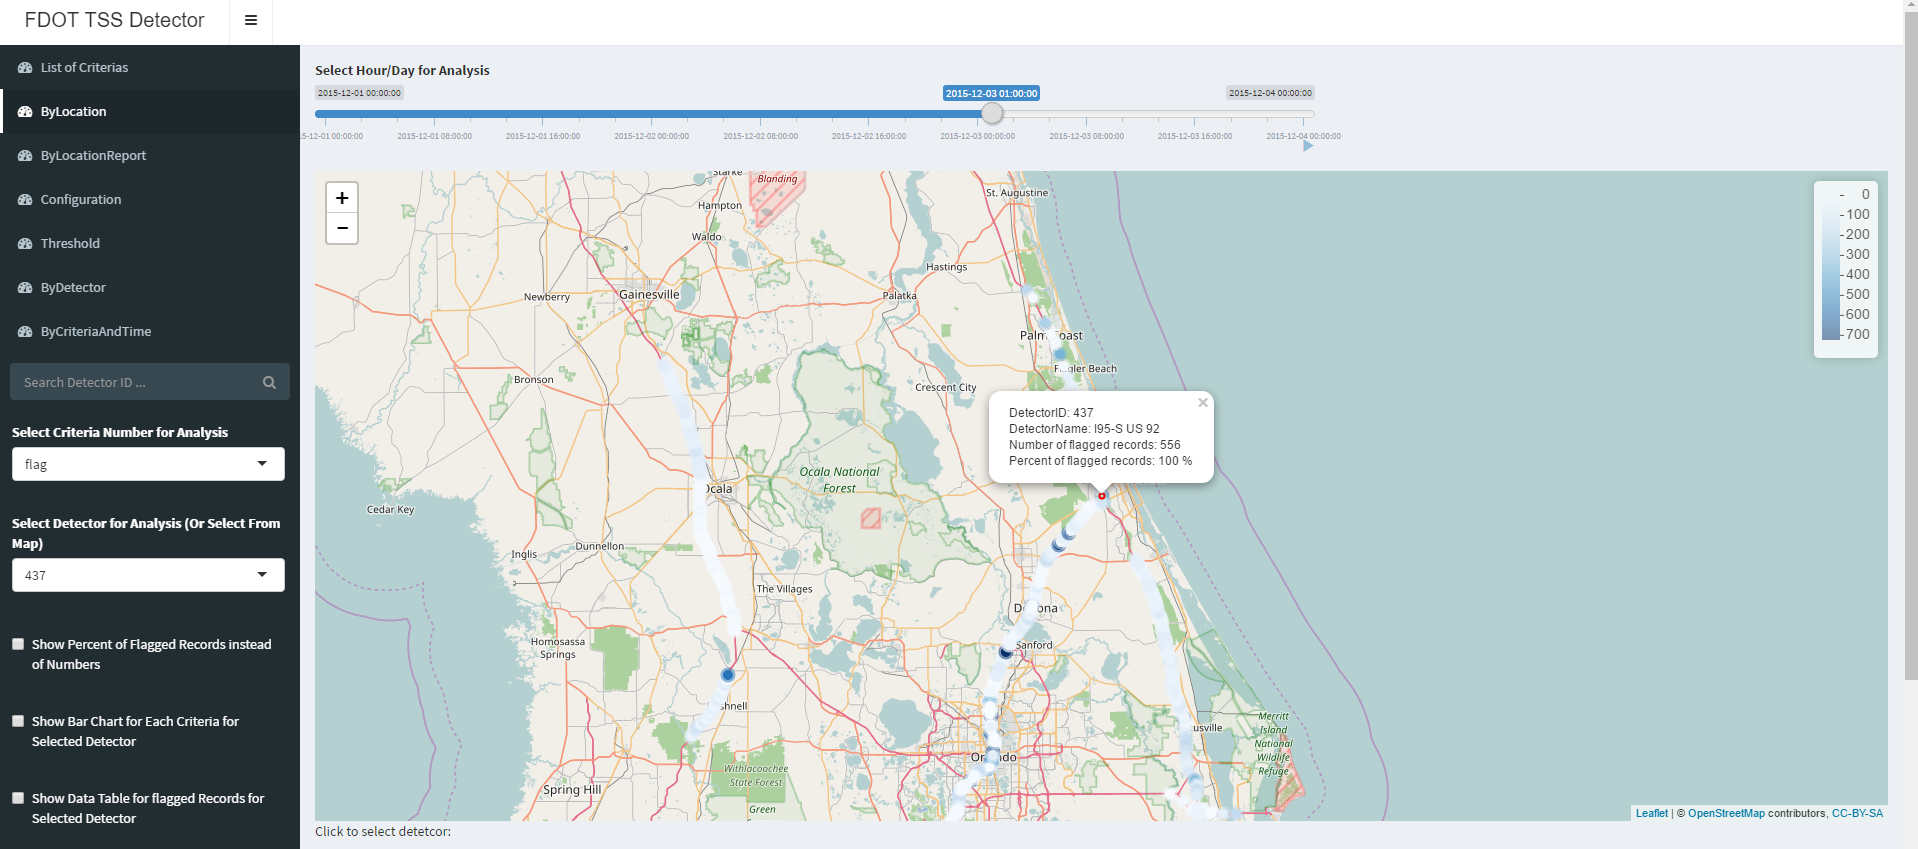 FDOT TSS Detector
List of Criterias
ByLocation
ByLocationReport
Configuration
Threshold
ByDetector
ByCriteriaAndTime
Search Detector ID ...
Select Criteria Number for Analysis
flag
Select Detector for Analysis (Or Select From
Map)
437
Show Percent of Flagged Records instead
of Numbers
Show Bar Chart for Each Criteria for
Selected Detector
Show Data Table for flagged Records for
Selected Detector
Select Hour/Day for Analysis
2015-12-01 00:00:00
2015-12-03 01:00:00
2015-12-04 00:00:00
5-12-01 00:00:00
2015-12-01 08:00:00
2015-12-01 16:00:00
2015-12-02 00:00:00
2015-12-02 08:00:00
2015-12-02 16:00:00
2015-12-03 00:00:00
2015-12-03 08:00:00
2015-12-03 16:00:00
2015-12-04 00:00:00
+
−
Starke
Blanding
St. Augustine
Hampton
Waldo
Hastings
Newberry
Gainesville
Palatka
Palm Coast
Flagler Beach
Bronson
Crescent City
DetectorID: 437
DetectorName: I95-S US 92
Number of flagged records: 556
Percent of flagged records: 100 %
Ocala National
Forest
Ocala
Cedar Key
Inglis
Dunnellon
The Villages
Deltona
Homosassa
Springs
Sanford
shnell
Merritt
Island
National
Wildlife
Refuge
usville
Orlando
Withlacoochee
State Forest
Green
Spring Hill
0
100
200
300
400
500
600
700
Leaflet | © OpenStreetMap contributors, CC-BY-SA
Click to select detetcor: